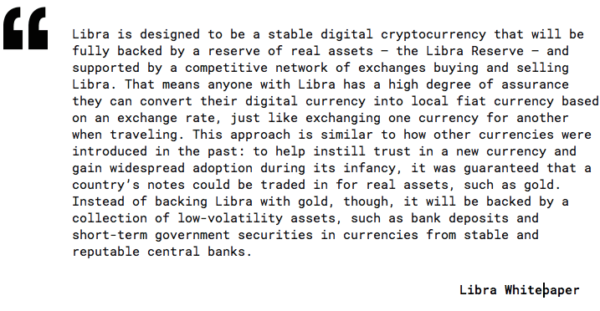 “
Libra is designed to be a stable digital cryptocurrency that will be
fully backed by a reserve of real assets — the Libra Reserve — and
supported by a competitive network of exchanges buying and selling
Libra. That means anyone with Libra has a high degree of assurance
they can convert their digital currency into local fiat currency based
on an exchange rate, just like exchanging one currency for another
when traveling. This approach is similar to how other currencies were
introduced in the past: to help instill trust in a new currency and
gain widespread adoption during its infancy, it was guaranteed that a
country’s notes could be traded in for real assets, such as gold.
Instead of backing Libra with gold, though, it will be backed by a
collection of low-volatility assets, such as bank deposits and
short-term government securities in currencies from stable and
reputable central banks.
Libra Whitepaper